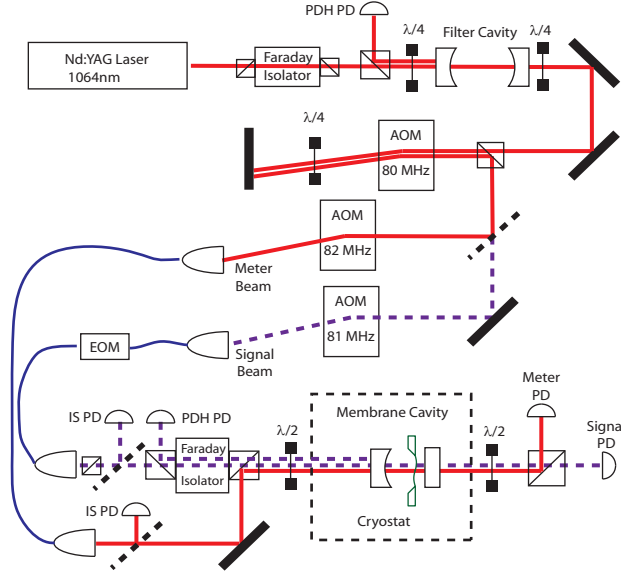 PDH PD
λ/4
Filter Cavity
λ/4
Nd:YAG Laser
1064nm
Faraday
Isolator
λ/4
AOM
80 MHz
AOM
82 MHz
Meter
Beam
AOM
81 MHz
EOM
Signal
Beam
Meter
PD
IS PD
PDH PD
λ/2
Membrane Cavity
λ/2
Signa
PD
Faraday
Isolator
IS PD
Cryostat